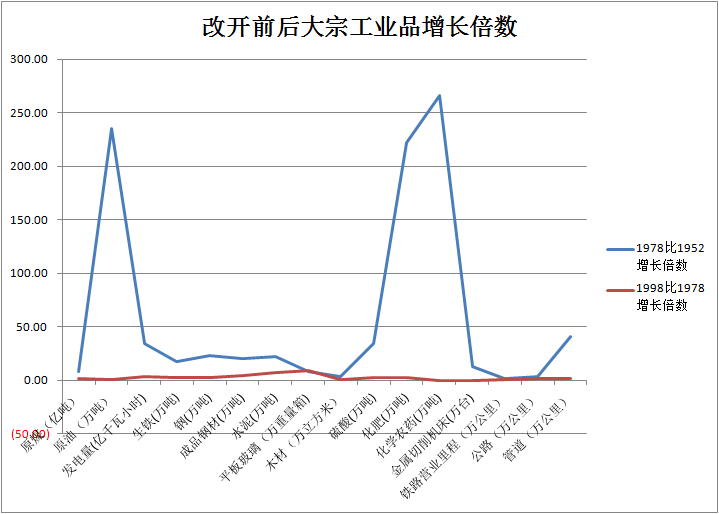 改开前后大宗工业品增长倍数
300.00
250.00
200.00
150.00
100.00
50.00
0.00
(50.00)
原煤（亿吨）
原油（万吨）
发电量(亿千瓦小时)
生铁(万吨)
钢(万吨)
成品钢材(万吨)
水泥(万吨)
平板玻璃（万重量箱）
木材（万立方米）
硫酸(万吨)
化肥(万吨)
化学农药(万吨)
金属切削机床(万台)
铁路营业里程（万公里）
公路（万公里）
管道（万公里）
1978比1952
增长倍数
1998比1978
增长倍数